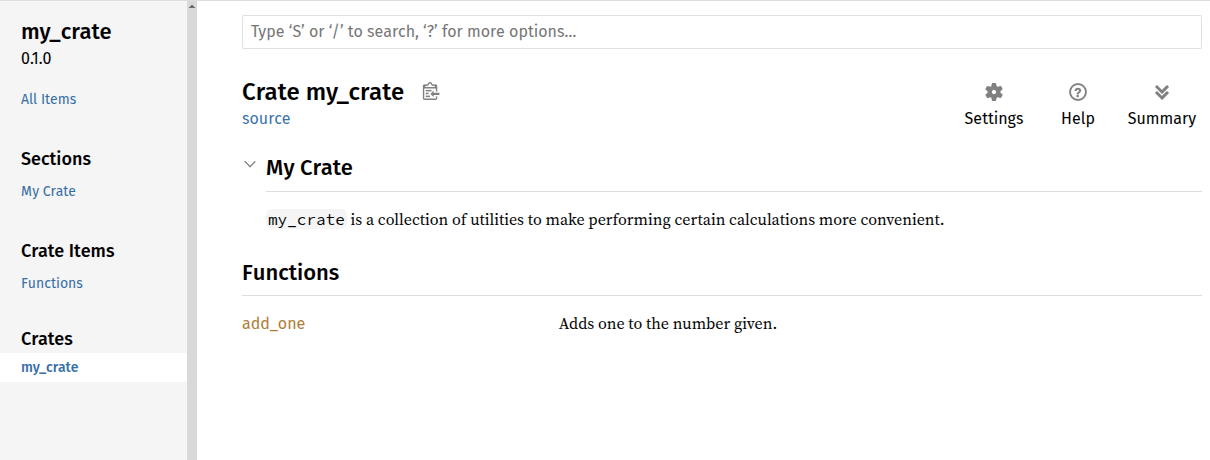 my_crate
0.1.0
All Items
Sections
My Crate
Crate Items
Functions
Crates
my_crate
Type ‘S’ or ‘/’ to search, ‘?’ for more options…
Crate my_crate
source
Settings
Help
Summary
My Crate
my_crate is a collection of utilities to make performing certain calculations more convenient.
Functions
add_one Adds one to the number given.